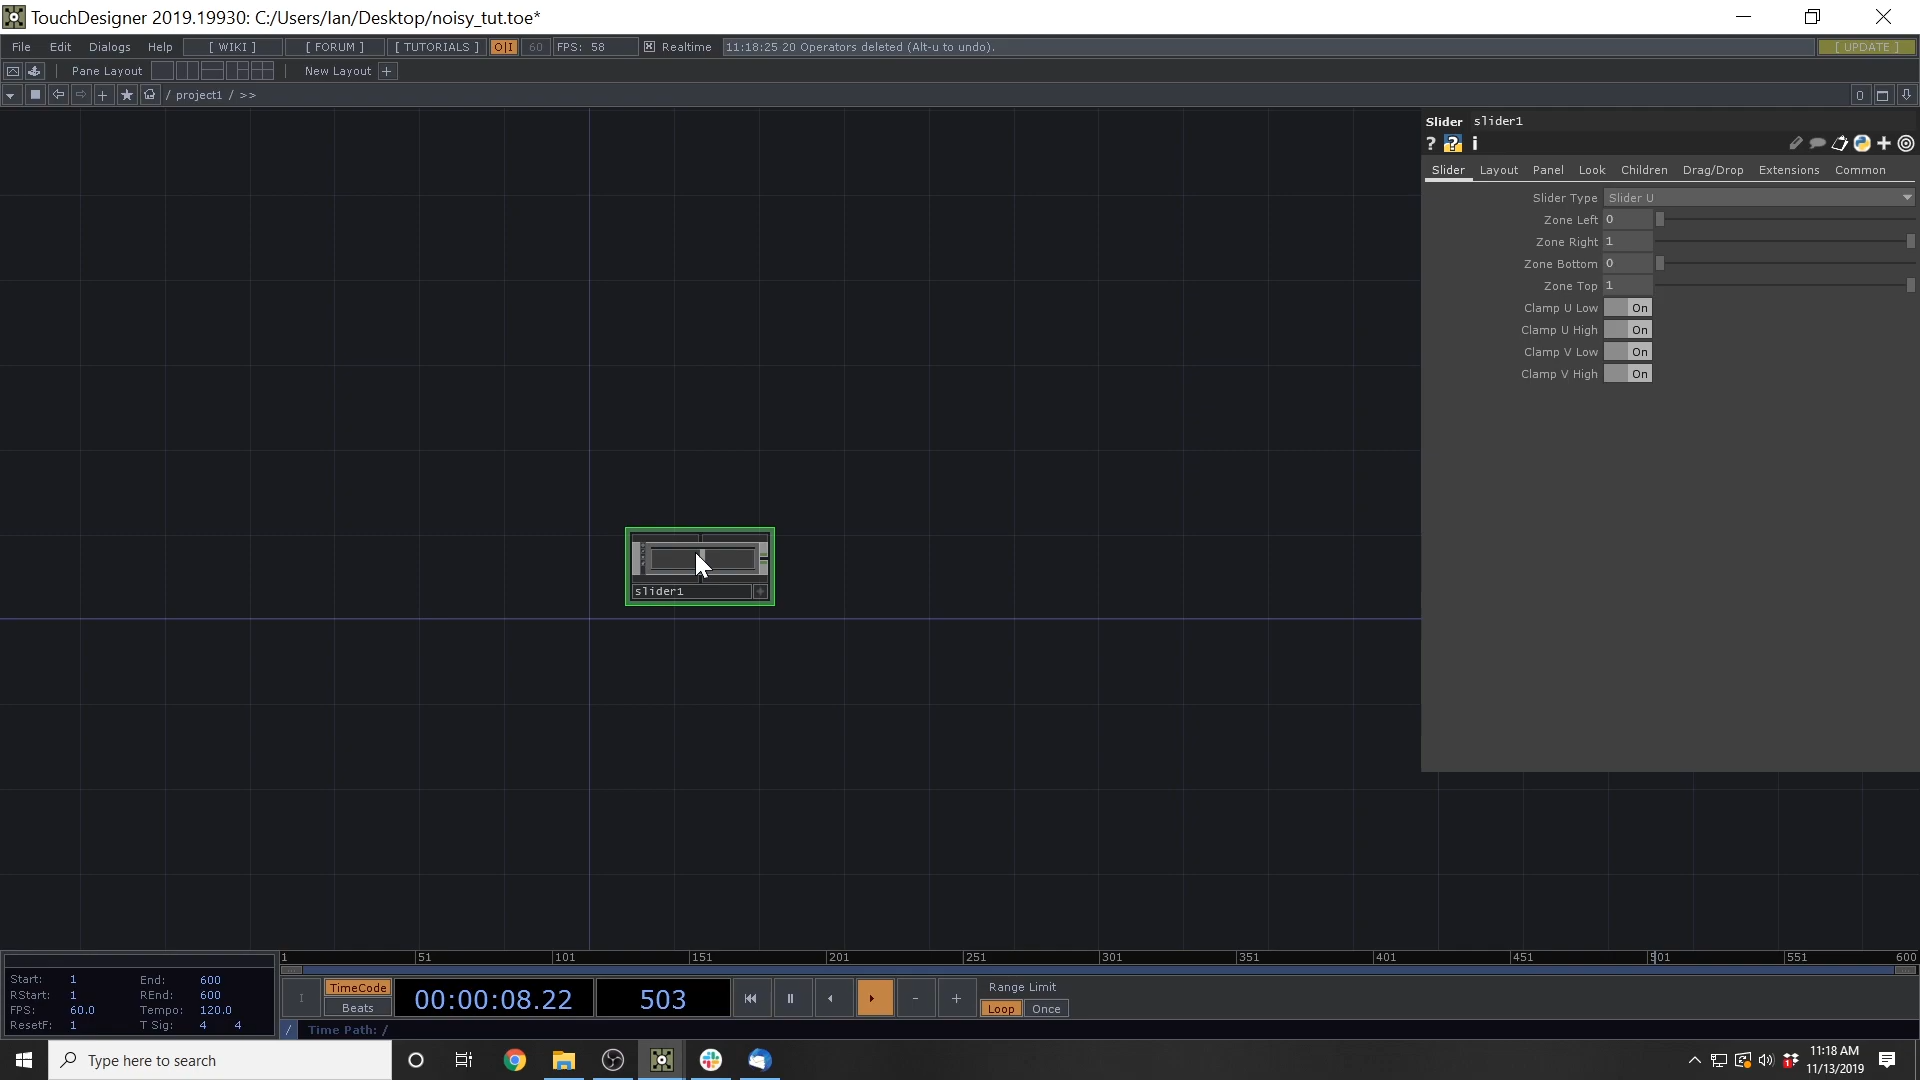 TouchDesigner 2019.19930: C:/Users/Ian/Desktop/noisy_tut.toe*
File Edit Dialogs Help [ WIKI ] [ FORUM ] [ TUTORIALS ] O|I 60 FPS: 58 Realtime 11:18:25 20 Operators deleted (Alt-u to undo). [ UPDATE ]
Pane Layout New Layout +
/ project1 / >> 0
Slider slider1
Slider Layout Panel Look Children Drag/Drop Extensions Common
Slider Type Slider U
Zone Left 0
Zone Right 1
Zone Bottom 0
Zone Top 1
Clamp U Low On
Clamp U High On
Clamp V Low On
Clamp V High On
slider1
1 51 101 151 201 251 301 351 401 451 501 551 600
Start: 1 End: 600
RStart: 1 REnd: 600
FPS: 60.0 Tempo: 120.0
ResetF: 1 T Sig: 4 4
TimeCode
Beats
00:00:08.22
503
Range Limit
Loop Once
/ Time Path: /
Type here to search
11:18 AM
11/13/2019